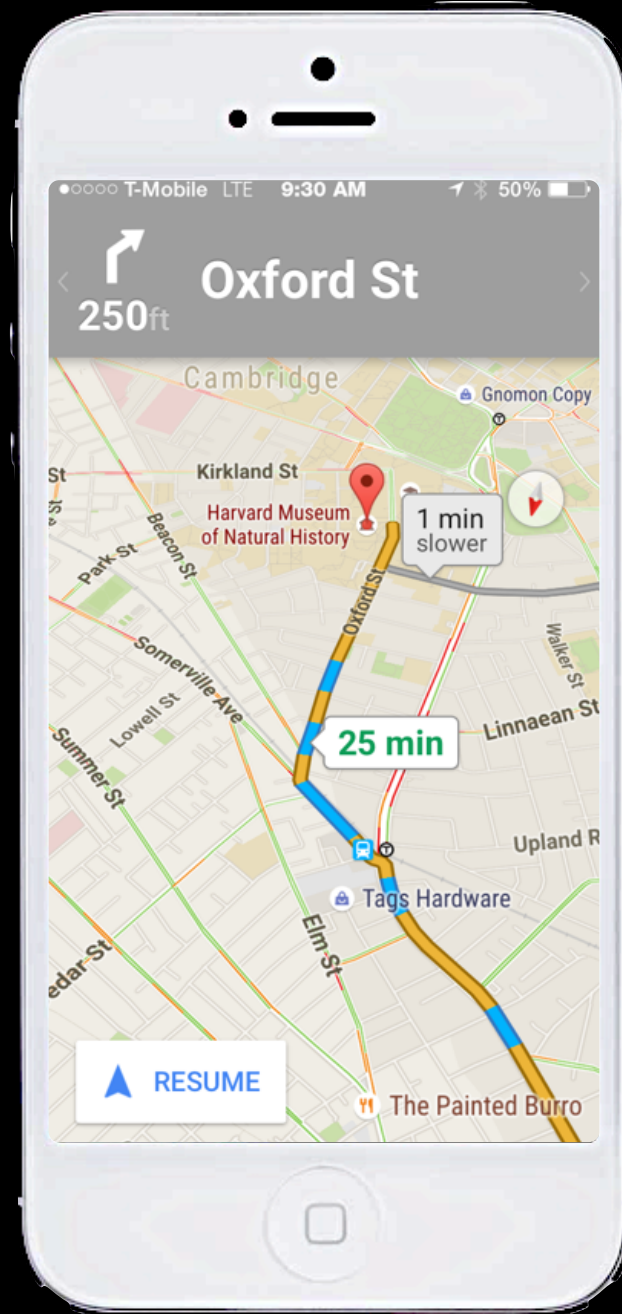 T-Mobile LTE 9:30 AM 50%
250ft
Oxford St
Cambridge
Gnomon Copy
Kirkland St
St
Harvard Museum
of Natural History
1 min
slower
Beacon St
Park St
Oxford St
Somerville Ave
Walker St
Lowell St
Linnaean St
25 min
Summer St
Upland R
Tags Hardware
Elm St
edar St
RESUME
The Painted Burro